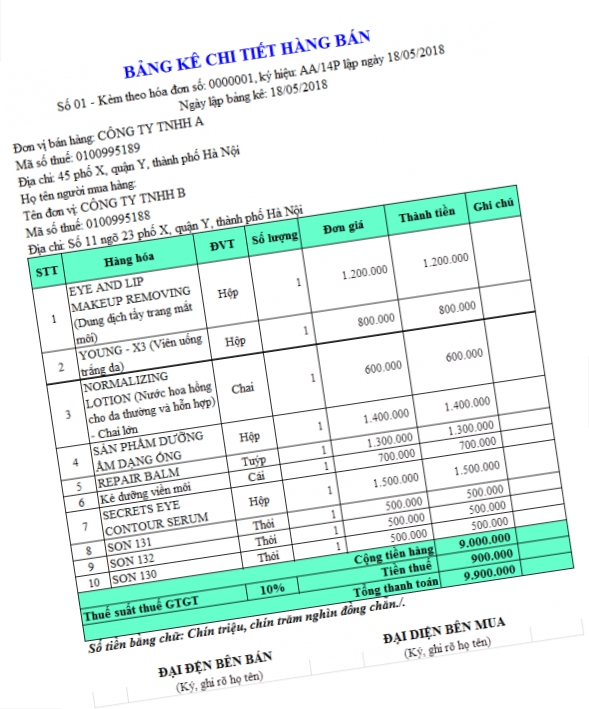 BẢNG KÊ CHI TIẾT HÀNG BÁN
Số 01 - Kèm theo hóa đơn số: 0000001, ký hiệu: AA/14P lập ngày 18/05/2018
Ngày lập bảng kê: 18/05/2018
Đơn vị bán hàng: CÔNG TY TNHH A
Mã số thuế: 0100995189
Địa chỉ: 45 phố X, quận Y, thành phố Hà Nội
Họ tên người mua hàng:
Tên đơn vị: CÔNG TY TNHH B
Mã số thuế: 0100995188
Địa chỉ: Số 11 ngõ 23 phố X, quận Y, thành phố Hà Nội
STT Hàng hóa ĐVT Số lượng Đơn giá Thành tiền Ghi chú
1 EYE AND LIP MAKEUP REMOVING (Dung dịch tẩy trang mắt môi) Hộp 1 1.200.000 1.200.000
2 YOUNG - X3 (Viên uống trắng da) Hộp 1 800.000 800.000
3 NORMALIZING LOTION (Nước hoa hồng cho da thường và hỗn hợp) - Chai lớn Chai 1 600.000 600.000
4 SẢN PHẨM DƯỠNG ẨM DẠNG ỐNG Hộp 1 1.400.000 1.400.000
5 REPAIR BALM Tuýp 1 1.300.000 1.300.000
6 Kẻ dưỡng viền môi Cái 1 700.000 700.000
7 SECRETS EYE CONTOUR SERUM Hộp 1 1.500.000 1.500.000
8 SON 131 Thỏi 1 500.000 500.000
9 SON 132 Thỏi 1 500.000 500.000
10 SON 130 Thỏi 1 500.000 500.000
Cộng tiền hàng 9.000.000
Thuế suất thuế GTGT 10% Tiền thuế 900.000
Tổng thanh toán 9.900.000
Số tiền bằng chữ: Chín triệu, chín trăm nghìn đồng chẵn./.
ĐẠI ĐỆN BÊN BÁN ĐẠI DIỆN BÊN MUA
(Ký, ghi rõ họ tên) (Ký, ghi rõ họ tên)